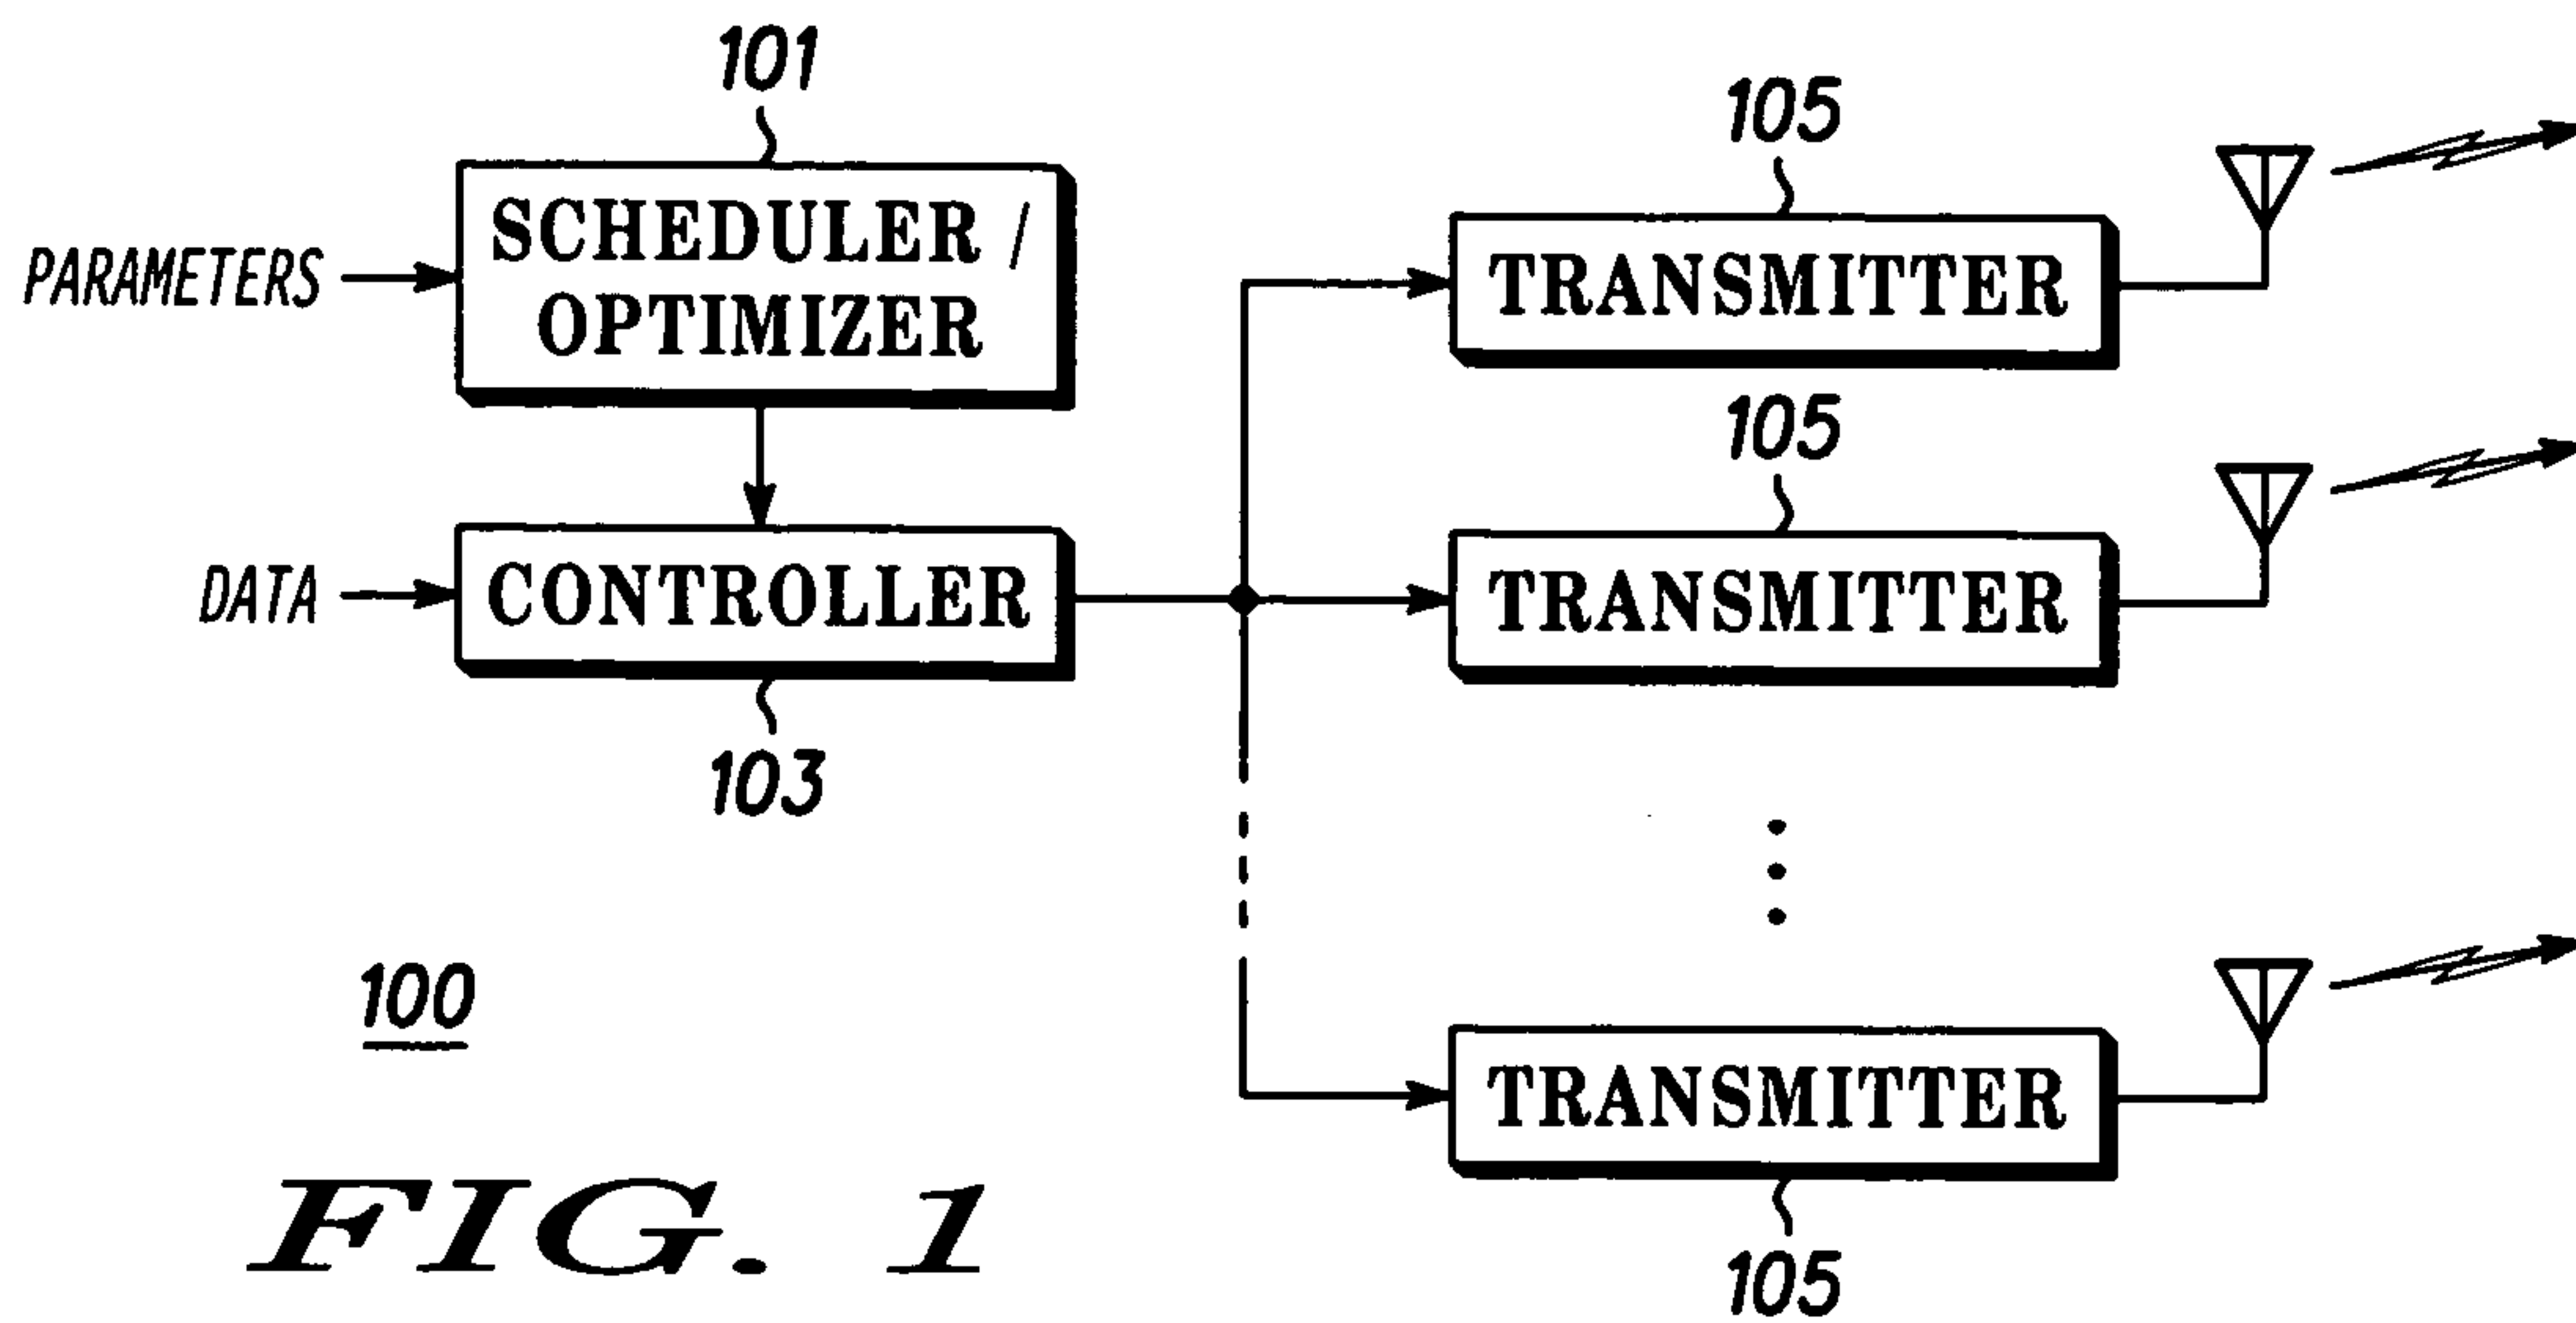 101
SCHEDULER /
OPTIMIZER
PARAMETERS
DATA
CONTROLLER
103
105
TRANSMITTER
105
TRANSMITTER
TRANSMITTER
105
100
FIG. 1